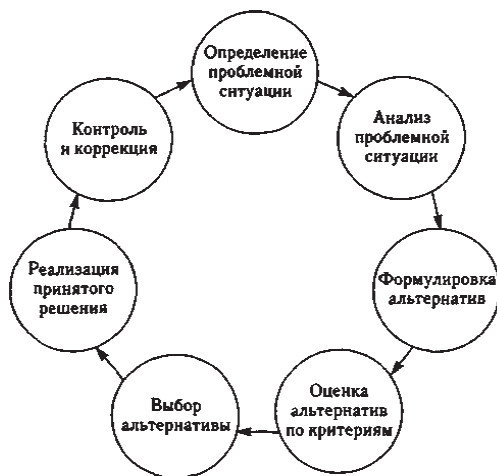 Определение
проблемной
ситуации
Анализ
проблемной
ситуации
Формулировка
альтернатив
Оценка
альтернатив
по критериям
Выбор
альтернативы
Реализация
принятого
решения
Контроль
и коррекция